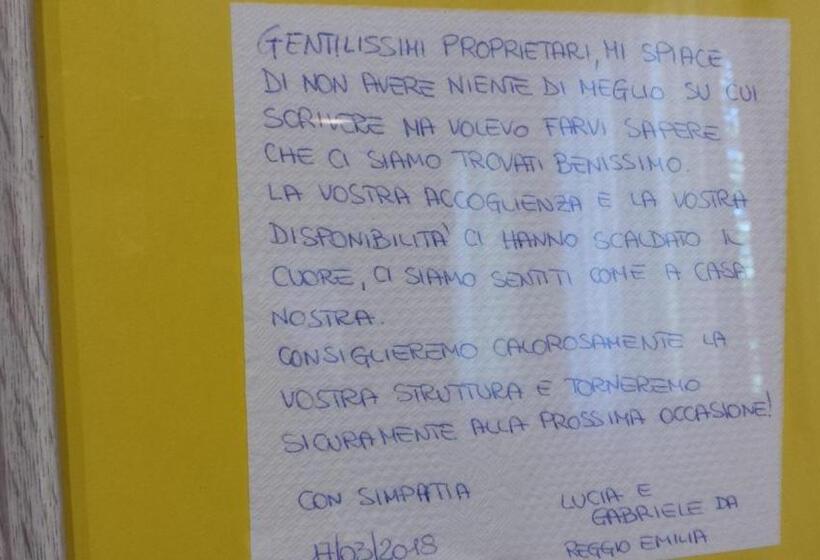 GENTILISSIMI PROPRIETARI, MI SPIACE
DI NON AVERE NIENTE DI MEGLIO SU CUI
SCRIVERE MA VOLEVO FARVI SAPERE
CHE CI SIAMO TROVATI BENISSIMO.
LA VOSTRA ACCOGLIENZA E LA VOSTRA
DISPONIBILITA' CI HANNO SCALDATO IL
CUORE, CI SIAMO SENTITI COME A CASA
NOSTRA.
CONSIGLIEREMO CALOROSAMENTE LA
VOSTRA STRUTTURA E TORNEREMO
SICURAMENTE ALLA PROSSIMA OCCASIONE!
CON SIMPATIA
17/03/2018
LUCIA E
GABRIELE DA
REGGIO EMILIA